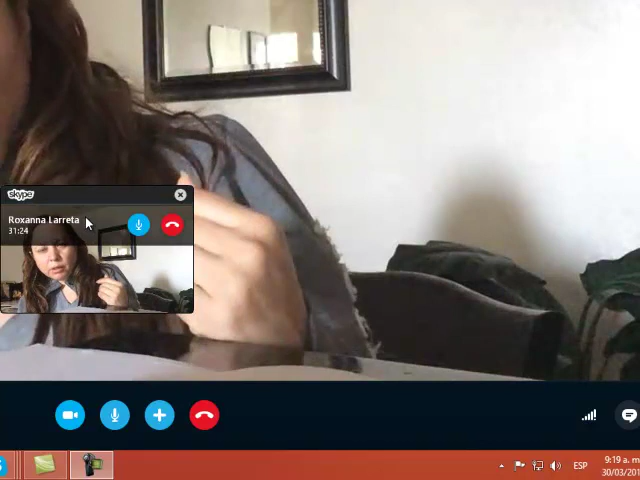 skype
Roxanna Larreta
31:24
ESP
9:19 a. m
30/03/201